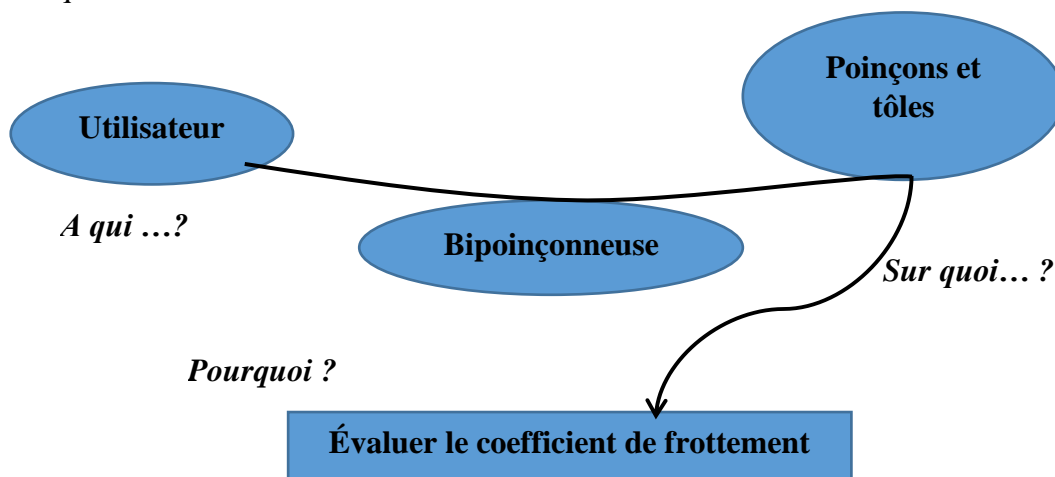 Poinçons et
tôles
Utilisateur
A qui …?
Bipoinçonneuse
Sur quoi… ?
Pourquoi ?
Évaluer le coefficient de frottement